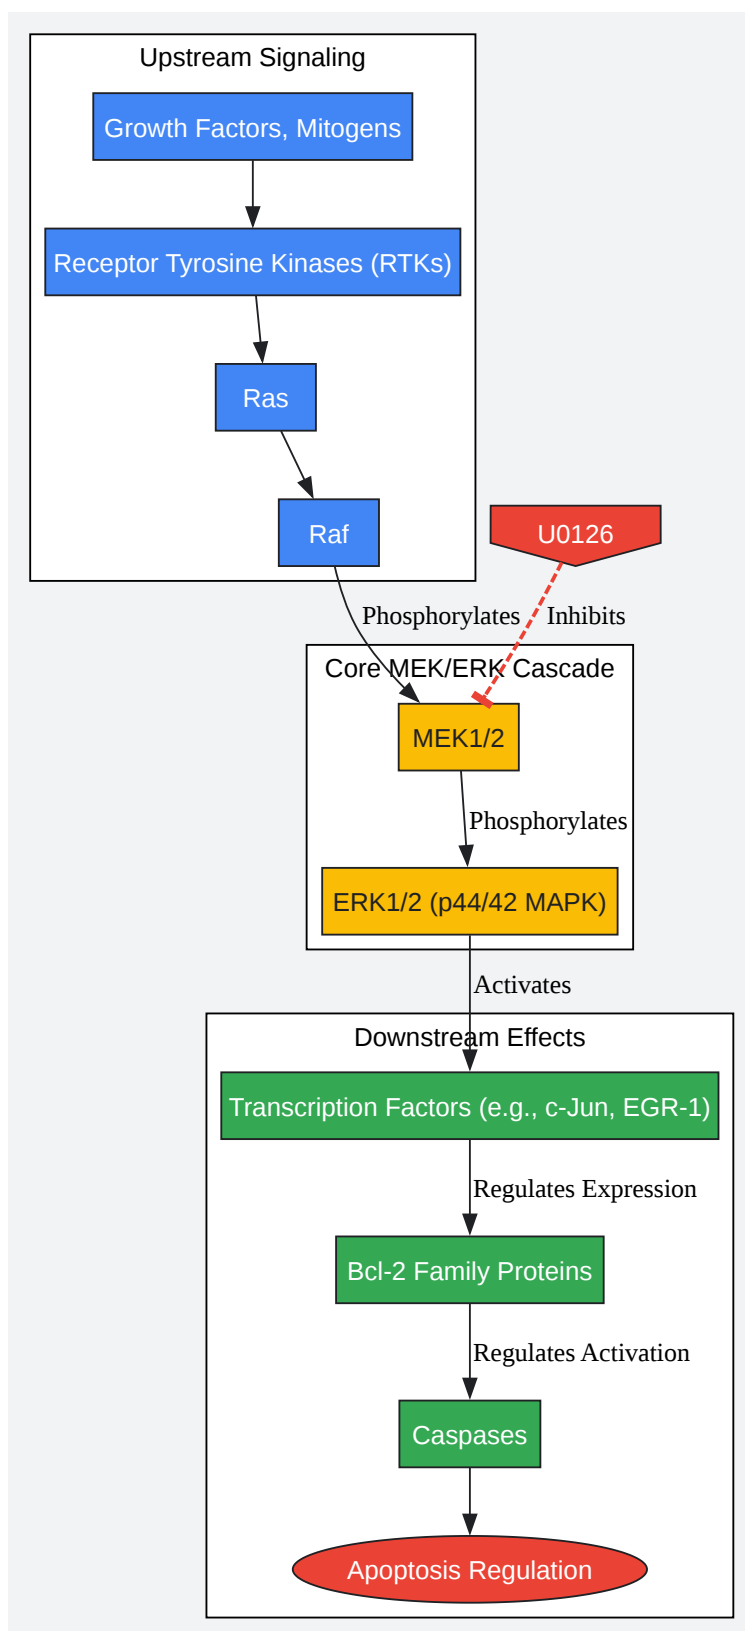 Upstream Signaling
Growth Factors, Mitogens
Receptor Tyrosine Kinases (RTKs)
Ras
Raf
U0126
Phosphorylates
Inhibits
Core MEK/ERK Cascade
MEK1/2
Phosphorylates
ERK1/2 (p44/42 MAPK)
Activates
Downstream Effects
Transcription Factors (e.g., c-Jun, EGR-1)
Regulates Expression
Bcl-2 Family Proteins
Regulates Activation
Caspases
Apoptosis Regulation